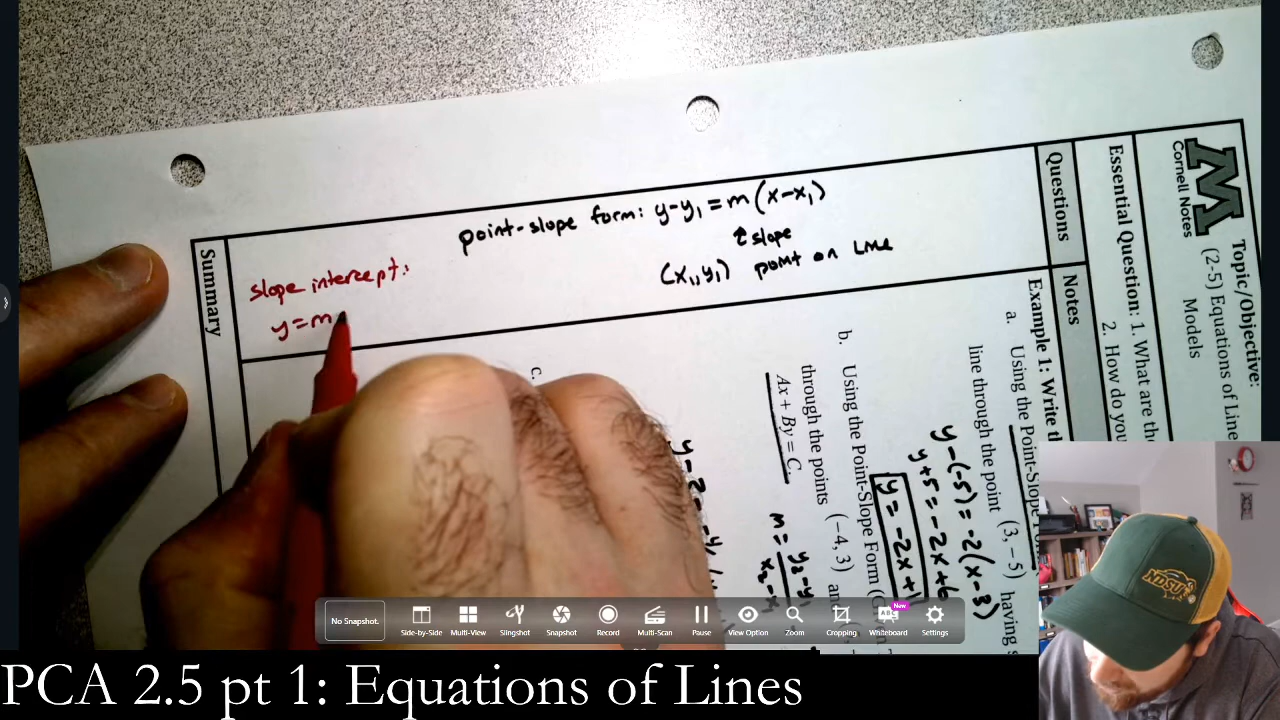 point-slope form: y-y₁ = m(x-x₁)
↑ slope
(x₁,y₁) point on Line
slope intercept:
y=m
Summary
Cornell Notes
Topic/Objective:
(2-5) Equations of Line
Models
Essential Question: 1. What are the
2. How do you
Questions
Notes
Example 1: Write th
a. Using the Point-Slope
line through the point (3, −5) having
y-(-5) = -2(x-3)
y+5 = -2x+6
y = -2x+1
b. Using the Point-Slope Form
through the points (−4, 3) and
Ax + By = C.
m = y₂-y₁
x₂-x₁
c.
No Snapshot.
Side-by-Side
Multi-View
Slingshot
Snapshot
Record
Multi-Scan
Pause
View Option
Zoom
Cropping
New
ABC
Whiteboard
Settings
NDSU
PCA 2.5 pt 1: Equations of Lines